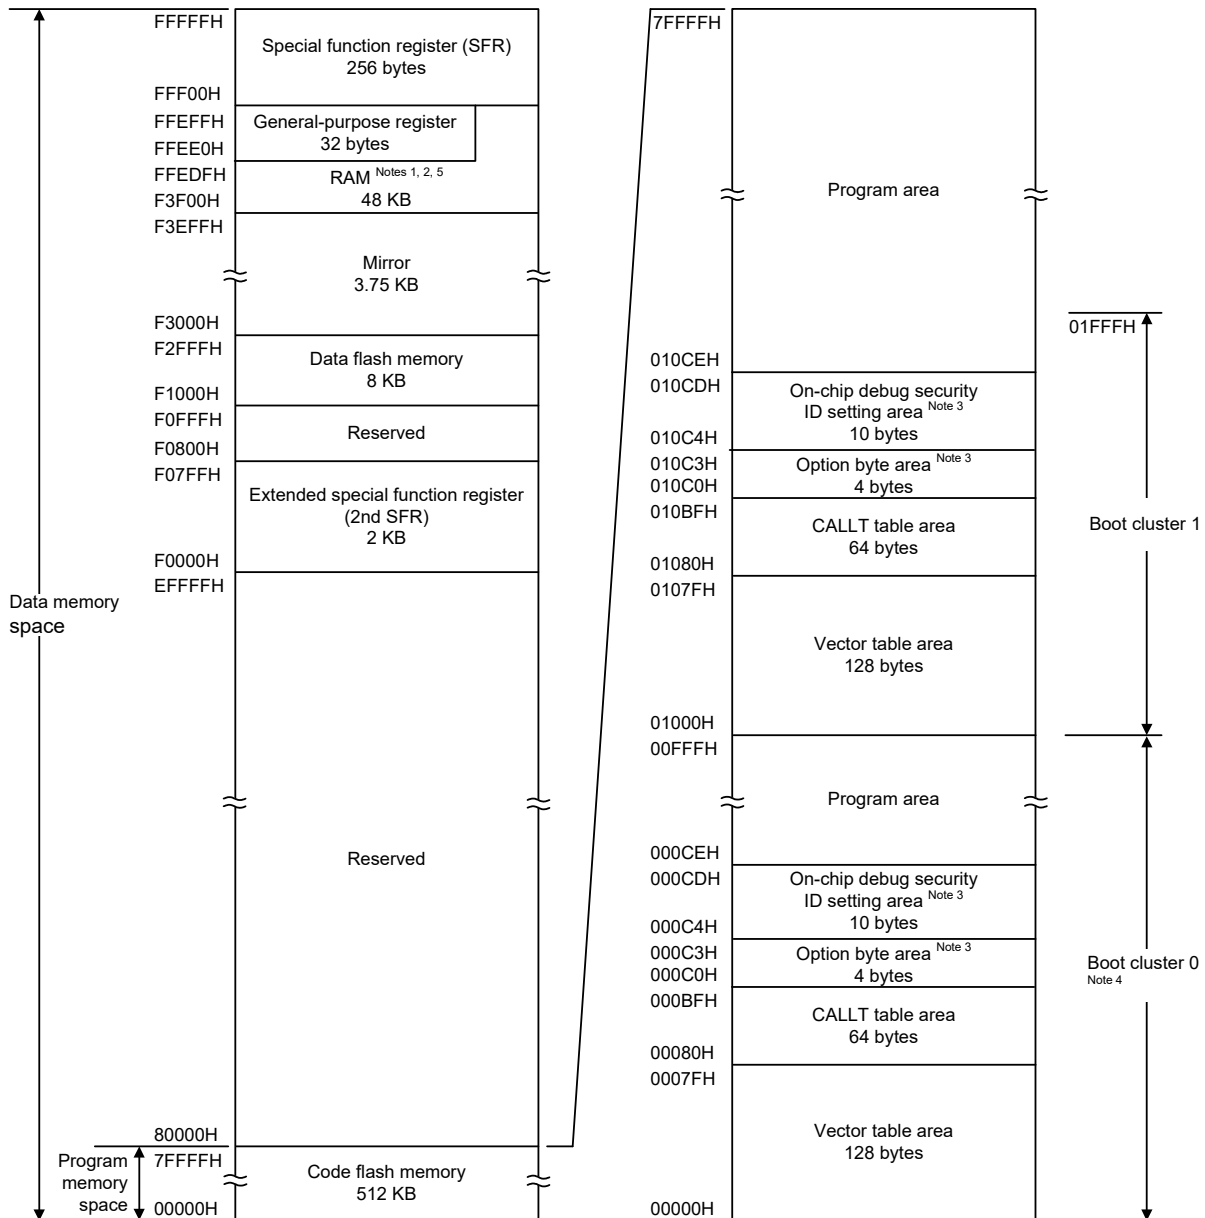 FFFFFH
Special function register (SFR)
256 bytes
FFF00H
FFEFFH
General-purpose register
32 bytes
FFEE0H
FFEDFH
RAM Notes 1, 2, 5
48 KB
F3F00H
F3EFFH
Mirror
3.75 KB
F3000H
F2FFFH
Data flash memory
8 KB
F1000H
F0FFFH
Reserved
F0800H
F07FFH
Extended special function register
(2nd SFR)
2 KB
F0000H
EFFFFH
Data memory
space
Reserved
80000H
7FFFFH
Program
memory
space
Code flash memory
512 KB
00000H
7FFFFH
Program area
01FFFH
010CEH
010CDH
On-chip debug security
ID setting area Note 3
10 bytes
010C4H
010C3H
Option byte area Note 3
4 bytes
010C0H
010BFH
CALLT table area
64 bytes
Boot cluster 1
01080H
0107FH
Vector table area
128 bytes
01000H
00FFFH
Program area
000CEH
000CDH
On-chip debug security
ID setting area Note 3
10 bytes
000C4H
000C3H
Option byte area Note 3
4 bytes
000C0H
Boot cluster 0
Note 4
000BFH
CALLT table area
64 bytes
00080H
0007FH
Vector table area
128 bytes
00000H